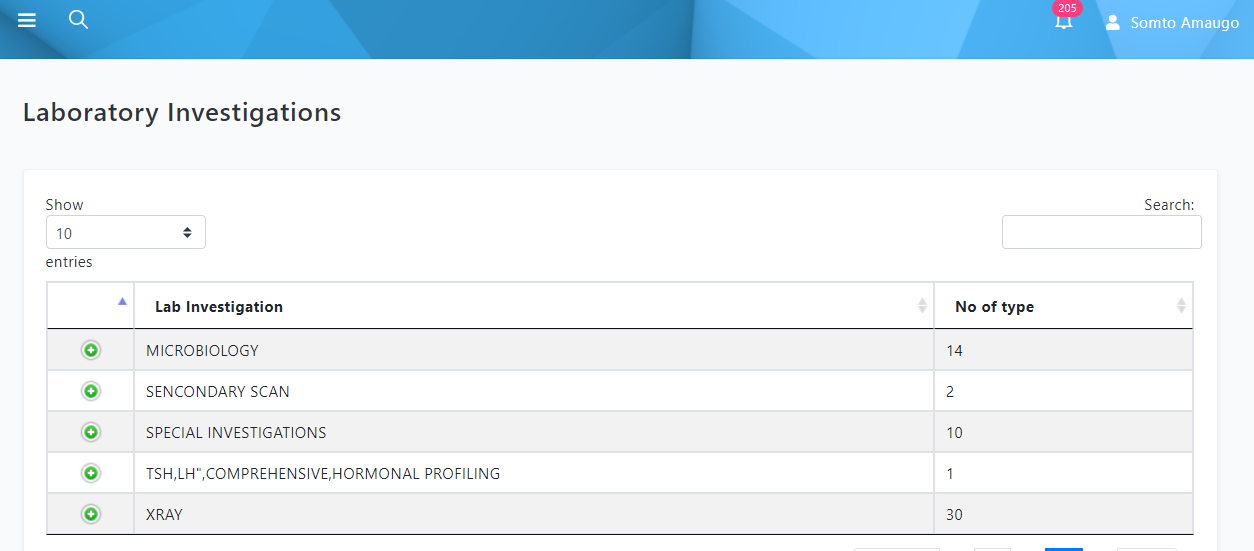 205
Somto Amaugo
Laboratory Investigations
Show
Search:
10
entries
Lab Investigation No of type
MICROBIOLOGY 14
SENCONDARY SCAN 2
SPECIAL INVESTIGATIONS 10
TSH,LH",COMPREHENSIVE,HORMONAL PROFILING 1
XRAY 30